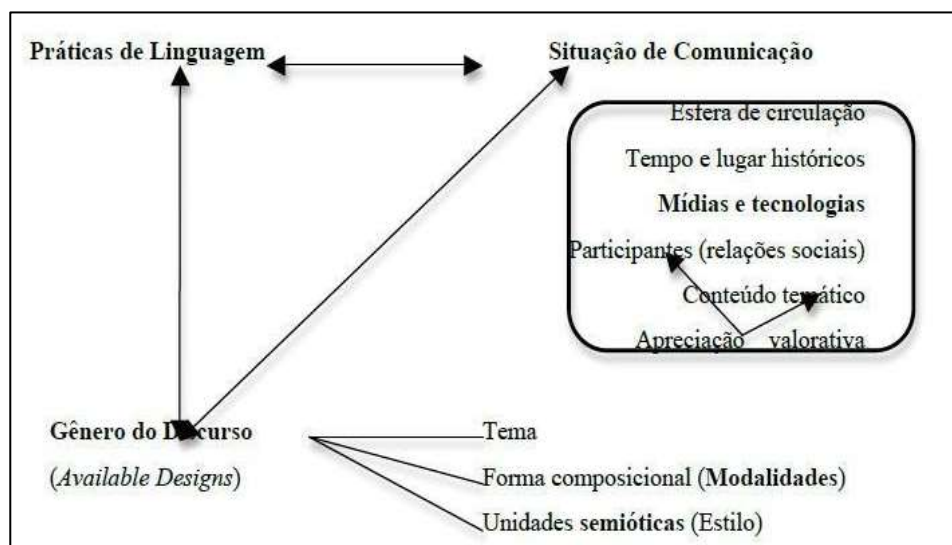 Práticas de Linguagem
Situação de Comunicação
Esfera de circulação
Tempo e lugar históricos
Mídias e tecnologias
Participantes (relações sociais)
Conteúdo temático
Apreciação valorativa
Gênero do Discurso
(Available Designs)
Tema
Forma composicional (Modalidades)
Unidades semióticas (Estilo)